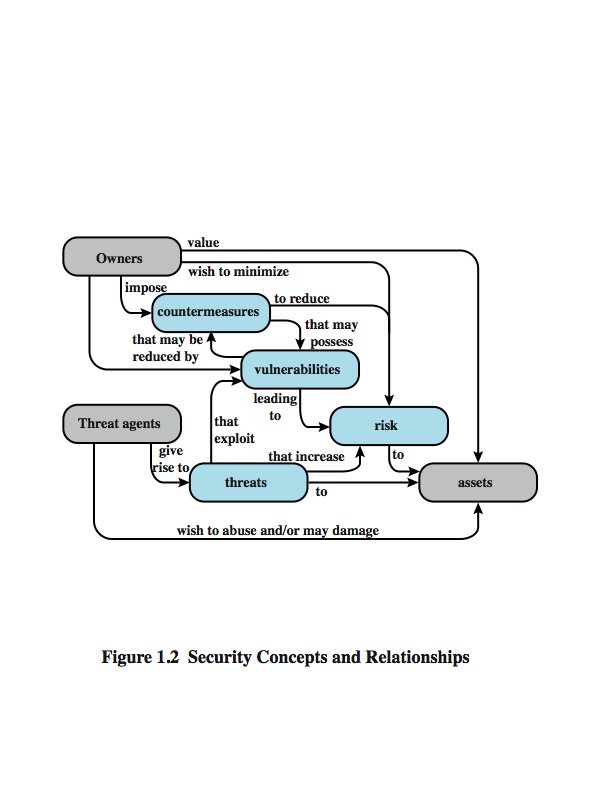 value
Owners
wish to minimize
impose
to reduce
countermeasures
that may
possess
that may be
reduced by
vulnerabilities
leading
to
Threat agents
that
exploit
risk
give
rise to
that increase
to
threats
to
assets
wish to abuse and/or may damage
Figure 1.2 Security Concepts and Relationships